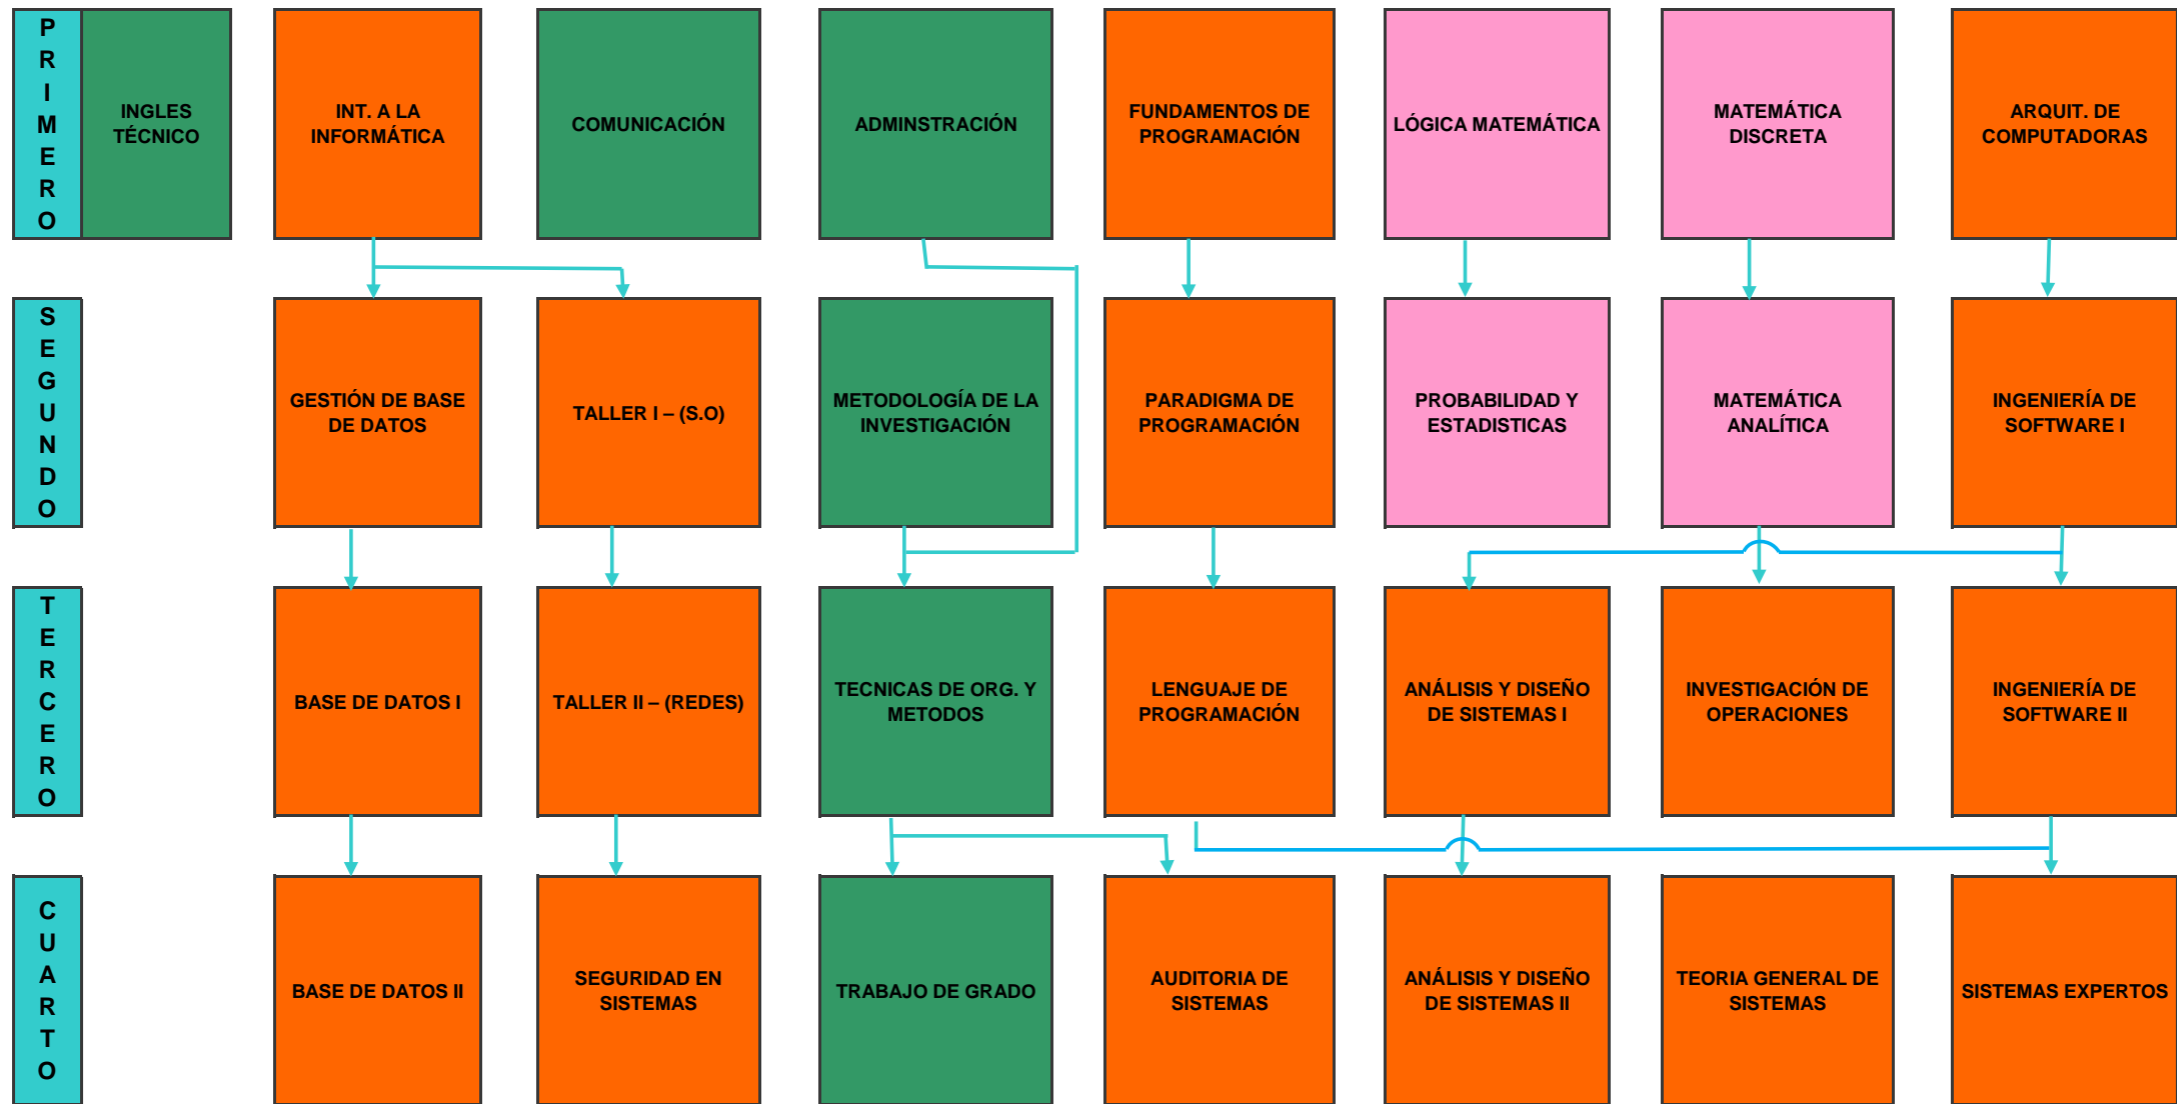 PRIMERO
INGLES
TÉCNICO
INT. A LA
INFORMÁTICA
COMUNICACIÓN
ADMINSTRACIÓN
FUNDAMENTOS DE
PROGRAMACIÓN
LÓGICA MATEMÁTICA
MATEMÁTICA
DISCRETA
ARQUIT. DE
COMPUTADORAS
SEGUNDO
GESTIÓN DE BASE
DE DATOS
TALLER I – (S.O)
METODOLOGÍA DE LA
INVESTIGACIÓN
PARADIGMA DE
PROGRAMACIÓN
PROBABILIDAD Y
ESTADISTICAS
MATEMÁTICA
ANALÍTICA
INGENIERÍA DE
SOFTWARE I
TERCERO
BASE DE DATOS I
TALLER II – (REDES)
TECNICAS DE ORG. Y
METODOS
LENGUAJE DE
PROGRAMACIÓN
ANÁLISIS Y DISEÑO
DE SISTEMAS I
INVESTIGACIÓN DE
OPERACIONES
INGENIERÍA DE
SOFTWARE II
CUARTO
BASE DE DATOS II
SEGURIDAD EN
SISTEMAS
TRABAJO DE GRADO
AUDITORIA DE
SISTEMAS
ANÁLISIS Y DISEÑO
DE SISTEMAS II
TEORIA GENERAL DE
SISTEMAS
SISTEMAS EXPERTOS